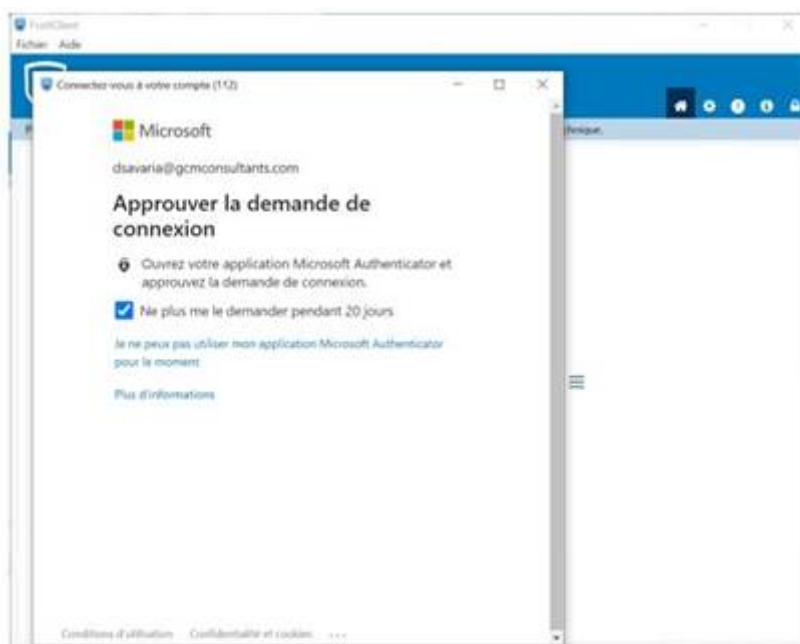 FortiClient
Fichier Aide
Connectez-vous à votre compte (112)
Microsoft
hnique.
dsavaria@gcmconsultants.com
Approuver la demande de
connexion
Ouvrez votre application Microsoft Authenticator et
approuvez la demande de connexion.
Ne plus me le demander pendant 20 jours
Je ne peux pas utiliser mon application Microsoft Authenticator
pour le moment
Plus d'informations
Conditions d'utilisation Confidentialité et cookies ...